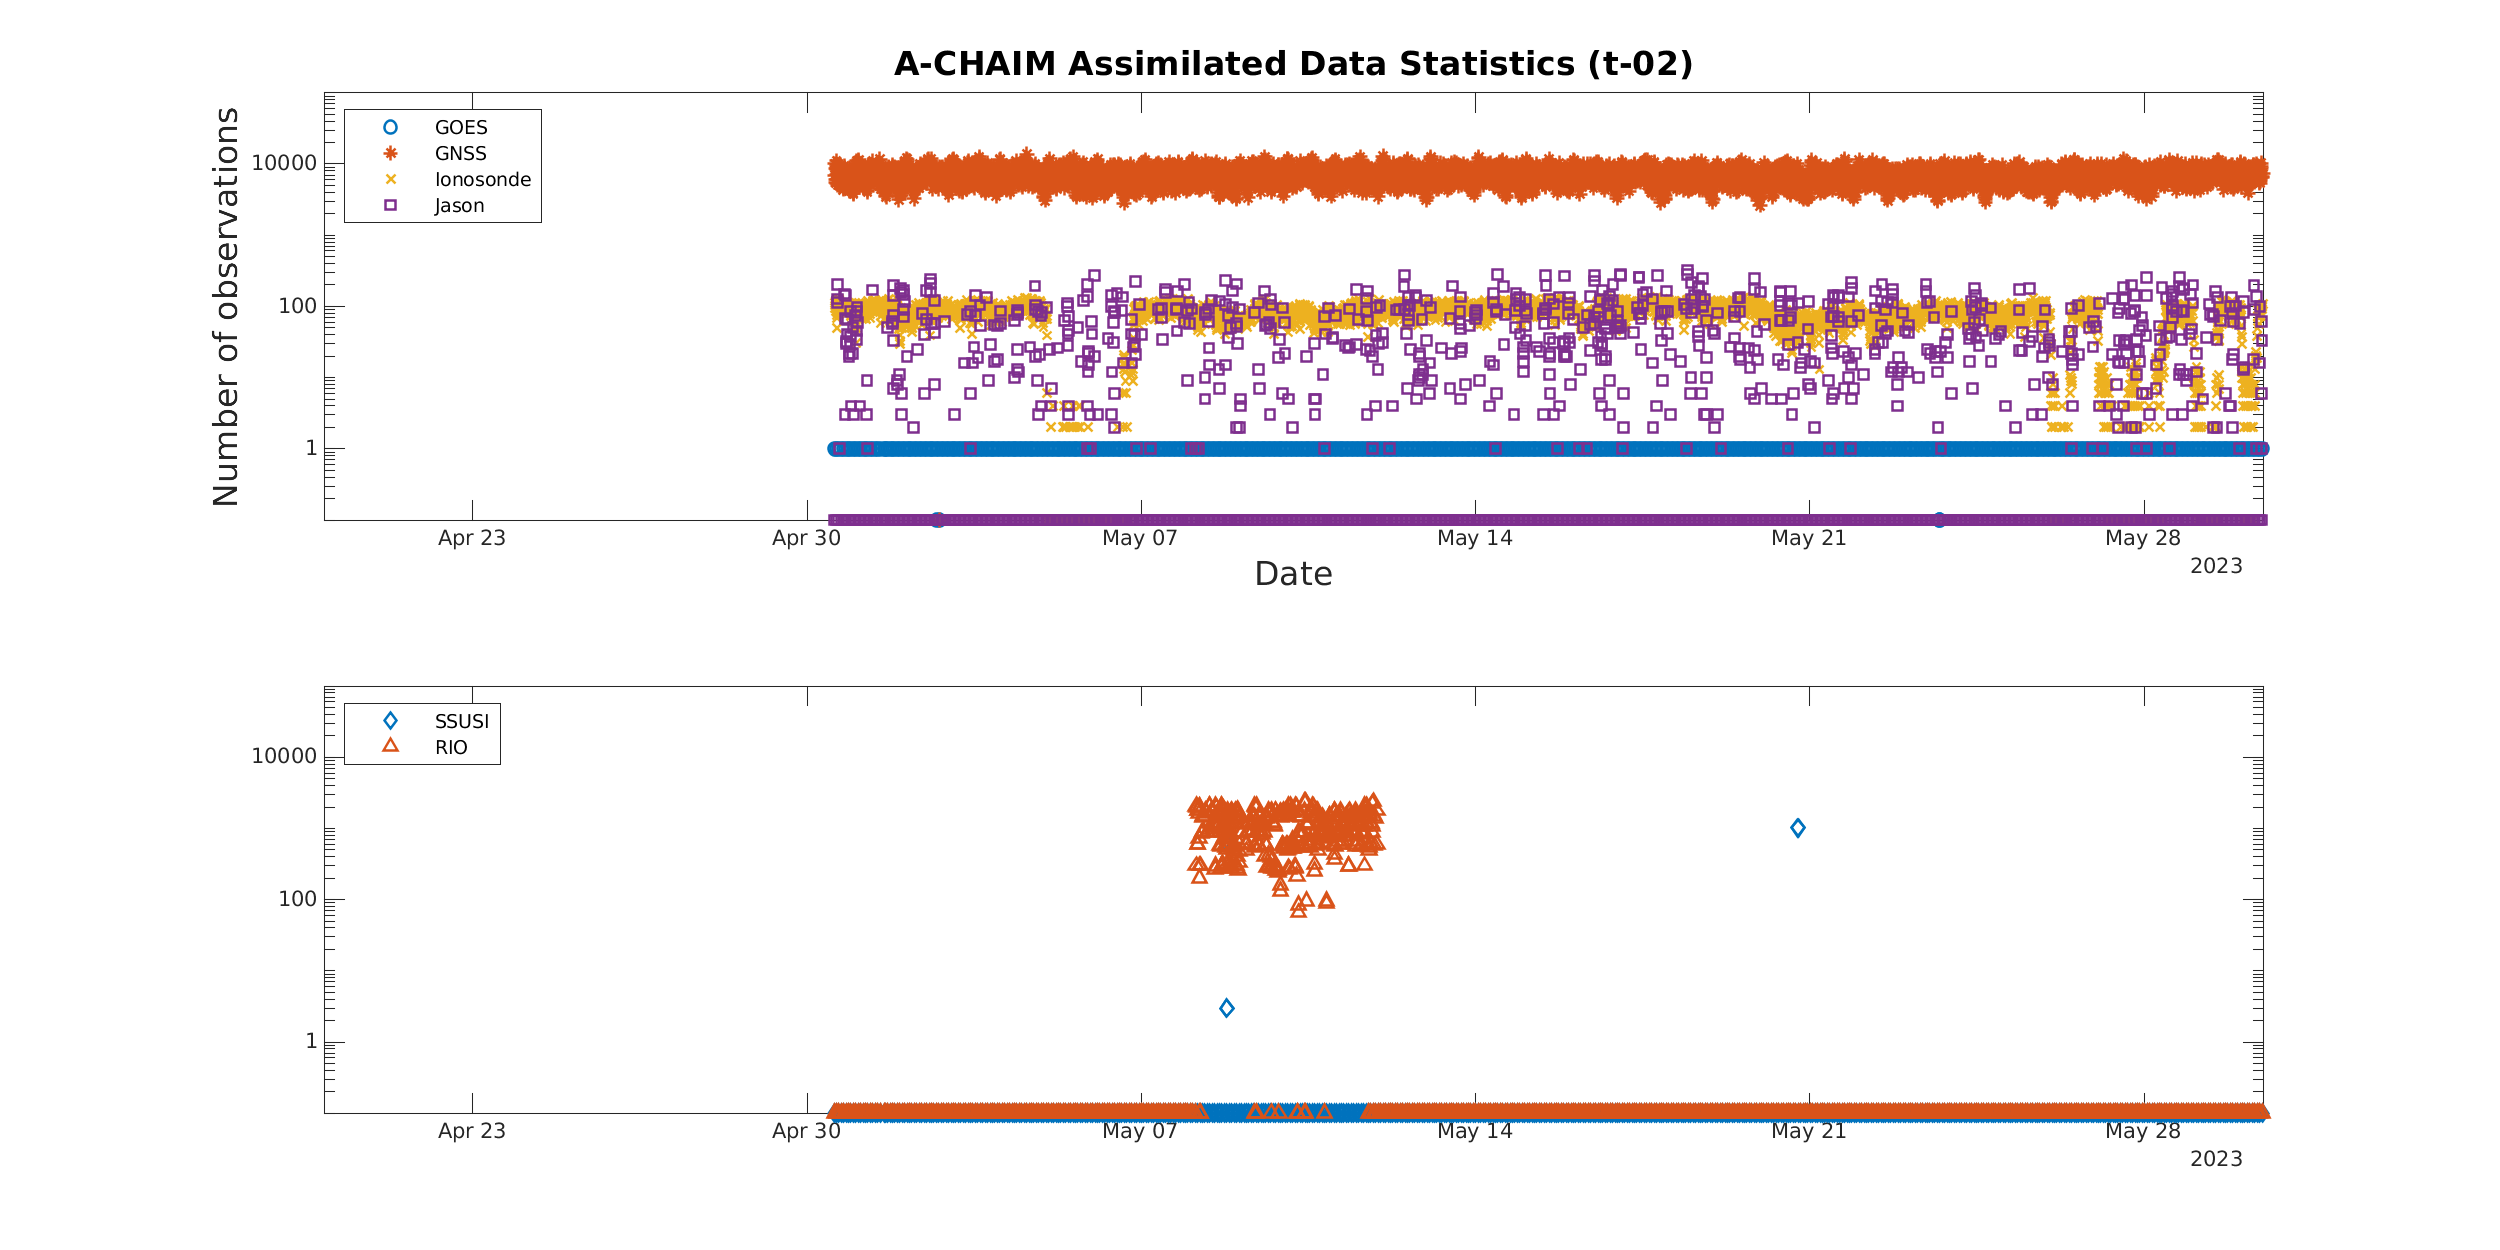 A-CHAIM Assimilated Data Statistics (t-02)
Number of observations
10000
100
1
GOES
GNSS
Ionosonde
Jason
Apr 23
Apr 30
May 07
May 14
May 21
May 28
2023
Date
10000
100
1
SSUSI
RIO
Apr 23
Apr 30
May 07
May 14
May 21
May 28
2023